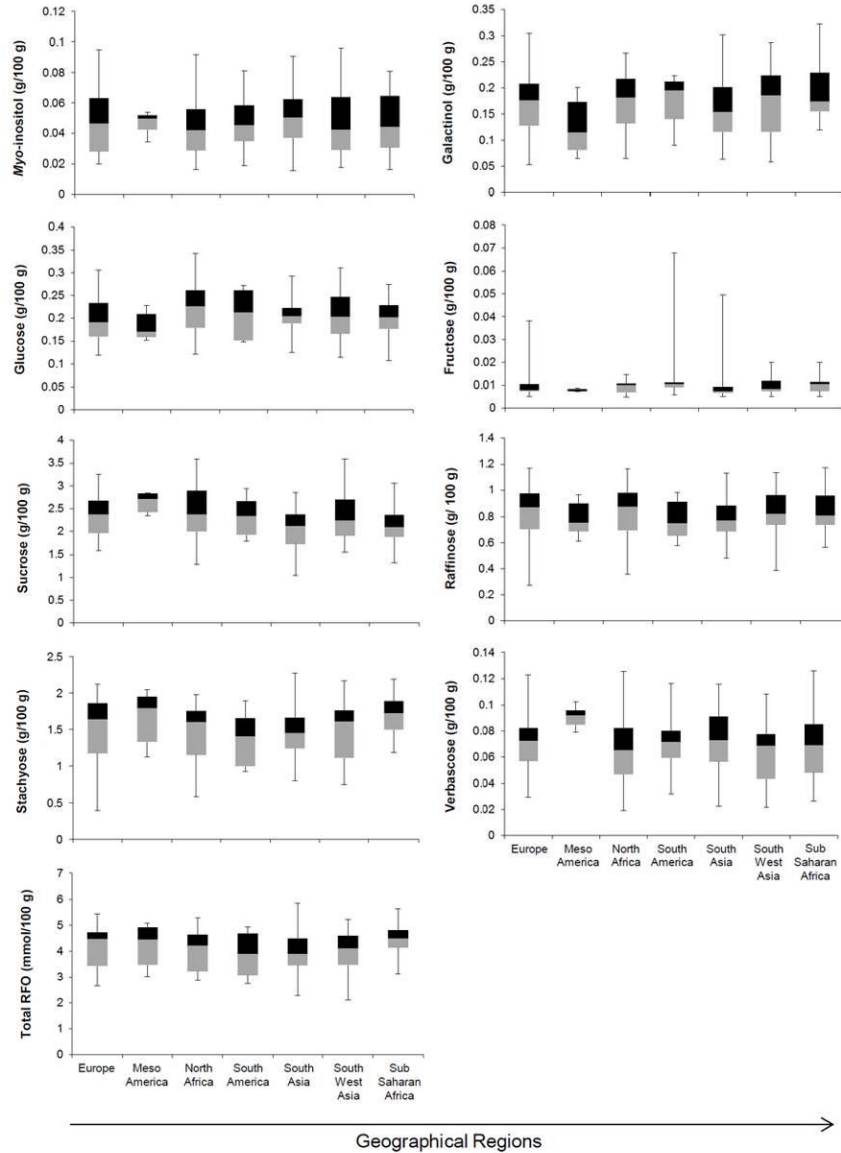 Myo-inositol (g/100 g)
0.12
0.1
0.08
0.06
0.04
0.02
0
Galactinol (g/100 g)
0.35
0.3
0.25
0.2
0.15
0.1
0.05
0
Glucose (g/100 g)
0.4
0.35
0.3
0.25
0.2
0.15
0.1
0.05
0
Fructose (g/100 g)
0.08
0.07
0.06
0.05
0.04
0.03
0.02
0.01
0
Sucrose (g/100 g)
4
3.5
3
2.5
2
1.5
1
0.5
0
Raffinose (g/ 100 g)
1.4
1.2
1
0.8
0.6
0.4
0.2
0
Stachyose (g/100 g)
2.5
2
1.5
1
0.5
0
Verbascose (g/100 g)
0.14
0.12
0.1
0.08
0.06
0.04
0.02
0
Europe
Meso
America
North
Africa
South
America
South
Asia
South
West
Asia
Sub
Saharan
Africa
Total RFO (mmol/100 g)
7
6
5
4
3
2
1
0
Europe
Meso
America
North
Africa
South
America
South
Asia
South
West
Asia
Sub
Saharan
Africa
Geographical Regions